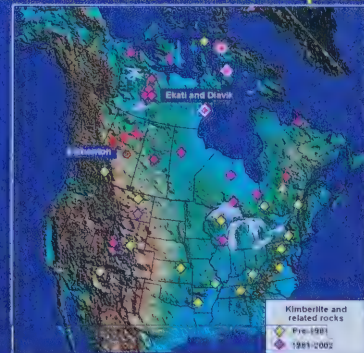 Ekati and Diavik
Edmonton
Kimberlite and
related rocks
Pre-1981
1981-2002